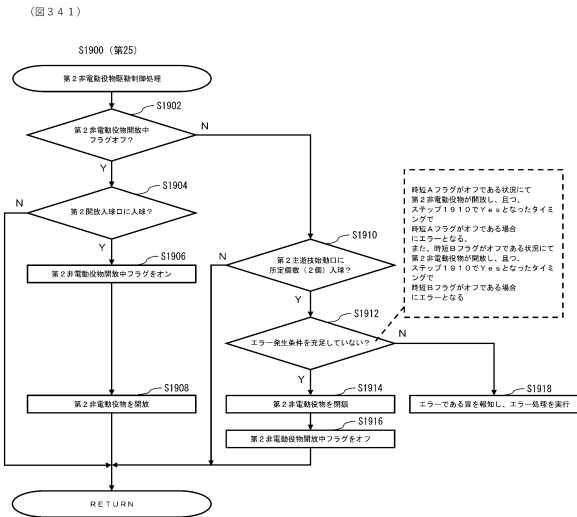 （図３４１）
S1900（第25）
第２非電動役物駆動制御処理
S1902
第２非電動役物開放中
フラグオフ？
N
Y
S1904
第２開放入球口に入球？
N
Y
S1906
第２非電動役物開放中フラグをオン
S1908
第２非電動役物を開放
S1910
第２主遊技始動口に
所定個数（２個）入球？
N
Y
S1912
エラー発生条件を充足していない？
N
Y
S1914
第２非電動役物を閉鎖
S1916
第２非電動役物開放中フラグをオフ
S1918
エラーである旨を報知し、エラー処理を実行
時短Ａフラグがオフである状況にて
第２非電動役物が開放し、且つ、
ステップ１９１０でＹｅｓとなったタイミ
ングで
時短Ａフラグがオフである場合
にエラーとなる、
また、時短Ｂフラグがオフである状況にて
第２非電動役物が開放し、且つ、
ステップ１９１０でＹｅｓとなったタイミ
ングで
時短Ｂフラグがオフである場合
にエラーとなる
ＲＥＴＵＲＮ